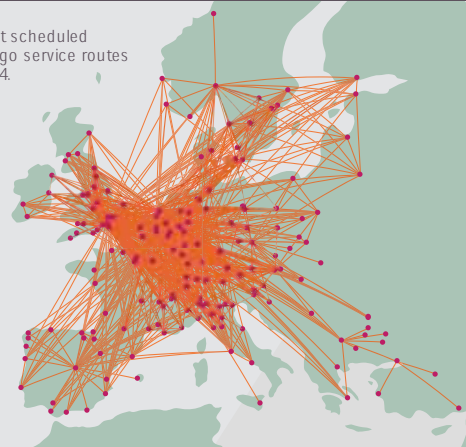 t scheduled
go service routes
4.